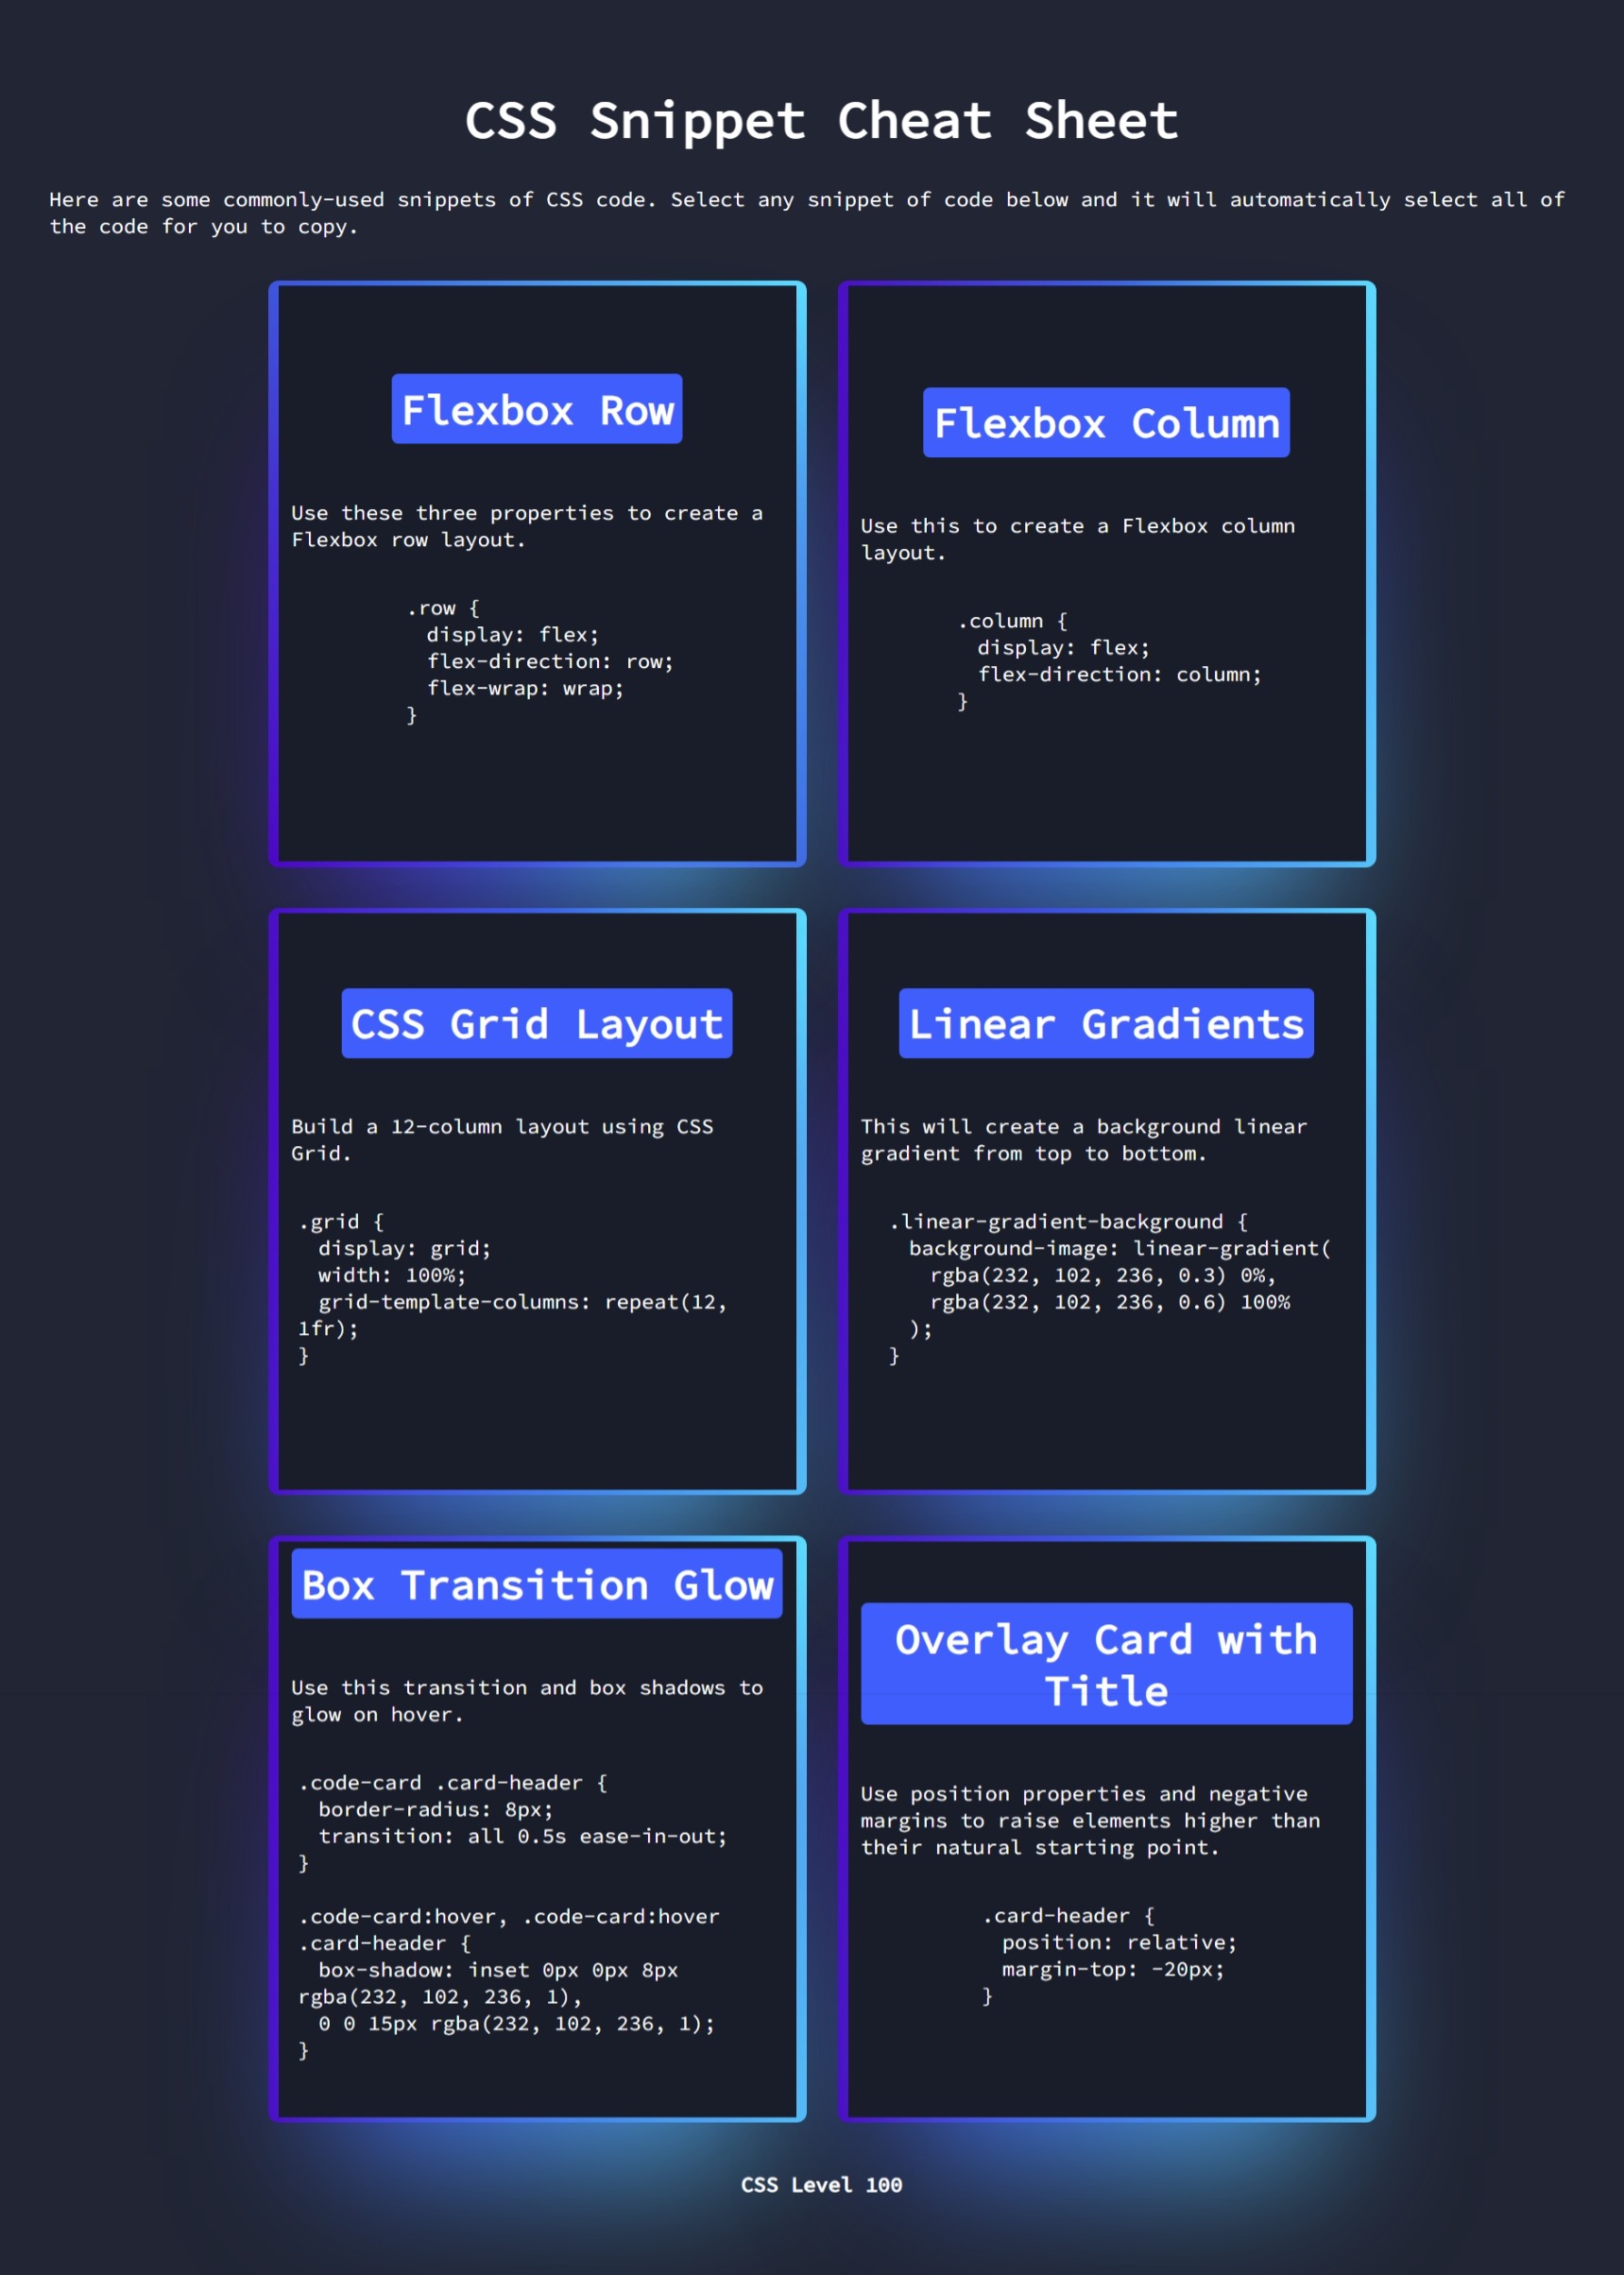 CSS Snippet Cheat Sheet
Here are some commonly-used snippets of CSS code. Select any snippet of code below and it will automatically select all of
the code for you to copy.
Flexbox Row
Use these three properties to create a
Flexbox row layout.
.row {
  display: flex;
  flex-direction: row;
  flex-wrap: wrap;
}
Flexbox Column
Use this to create a Flexbox column
layout.
.column {
  display: flex;
  flex-direction: column;
}
CSS Grid Layout
Build a 12-column layout using CSS
Grid.
.grid {
  display: grid;
  width: 100%;
  grid-template-columns: repeat(12,
1fr);
}
Linear Gradients
This will create a background linear
gradient from top to bottom.
.linear-gradient-background {
  background-image: linear-gradient(
    rgba(232, 102, 236, 0.3) 0%,
    rgba(232, 102, 236, 0.6) 100%
  );
}
Box Transition Glow
Use this transition and box shadows to
glow on hover.
.code-card .card-header {
  border-radius: 8px;
  transition: all 0.5s ease-in-out;
}
.code-card:hover, .code-card:hover
.card-header {
  box-shadow: inset 0px 0px 8px
rgba(232, 102, 236, 1),
  0 0 15px rgba(232, 102, 236, 1);
}
Overlay Card with
Title
Use position properties and negative
margins to raise elements higher than
their natural starting point.
.card-header {
  position: relative;
  margin-top: -20px;
}
CSS Level 100